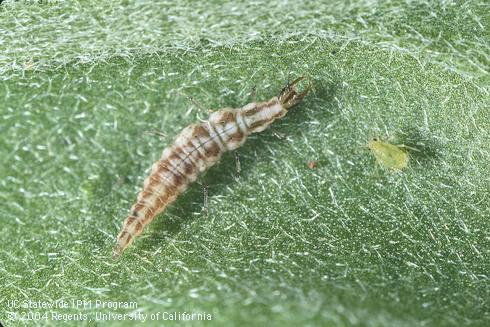 UC Statewide IPM Program
©2004 Regents, University of California